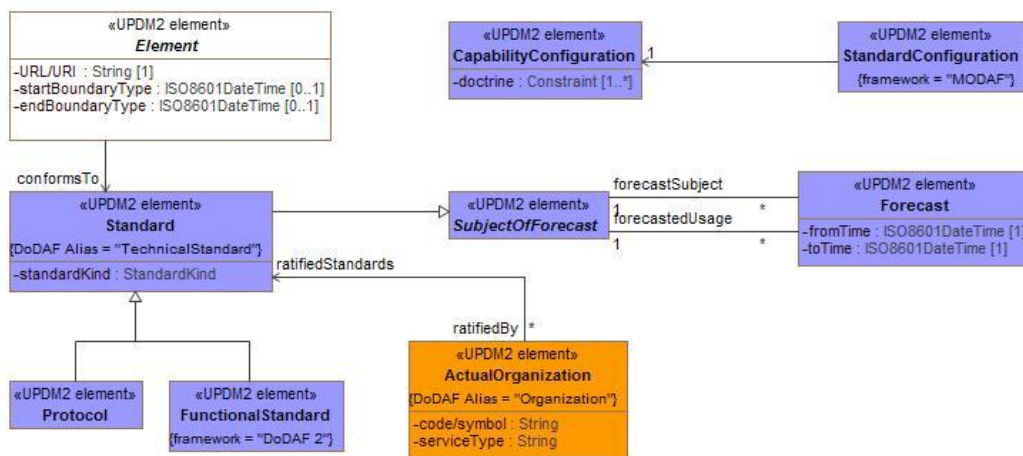 «UPDM2 element»
Element
-URL/URI : String [1]
-startBoundaryType : ISO8601DateTime [0..1]
-endBoundaryType : ISO8601DateTime [0..1]
«UPDM2 element»
CapabilityConfiguration
-doctrine : Constraint [1..*]
1
«UPDM2 element»
StandardConfiguration
{framework = "MODAF"}
conformsTo
«UPDM2 element»
Standard
{DoDAF Alias = "TechnicalStandard"}
-standardKind : StandardKind
«UPDM2 element»
SubjectOfForecast
forecastSubject
1
*
forecastedUsage
1
*
«UPDM2 element»
Forecast
-fromTime : ISO8601DateTime [1]
-toTime : ISO8601DateTime [1]
ratifiedStandards
ratifiedBy
*
«UPDM2 element»
Protocol
«UPDM2 element»
FunctionalStandard
{framework = "DoDAF 2"}
«UPDM2 element»
ActualOrganization
{DoDAF Alias = "Organization"}
-code/symbol : String
-serviceType : String